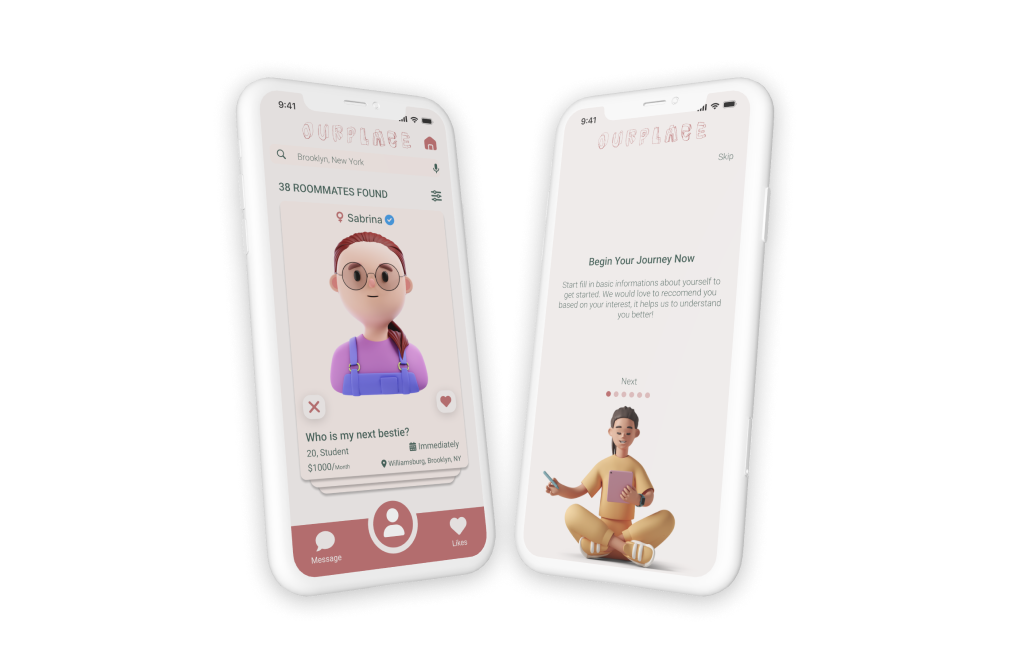 9:41
OURPLACE
Brooklyn, New York
38 ROOMMATES FOUND
Sabrina
Who is my next bestie?
20, Student
Immediately
$1000/Month
Williamsburg, Brooklyn, NY
Message
Likes
9:41
OURPLACE
Skip
Begin Your Journey Now
Start fill in basic informations about yourself to
get started. We would love to reccomend you
based on your interest, it helps us to understand
you better!
Next